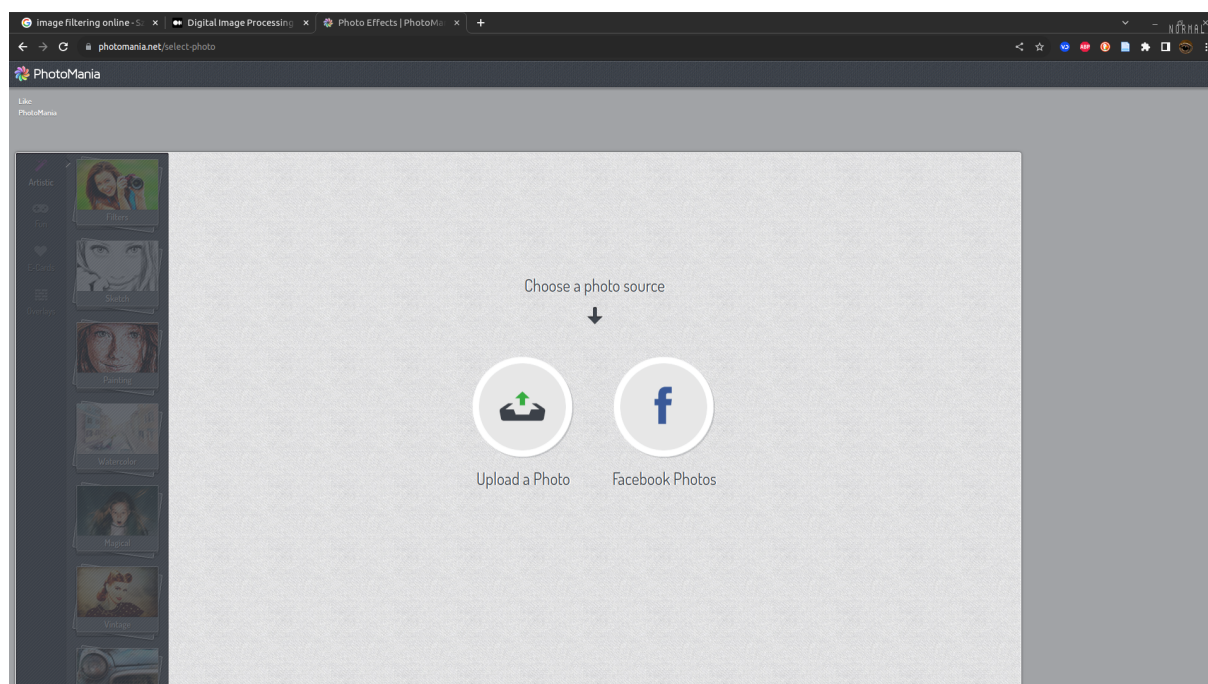 image filtering online - S
Digital Image Processing
Photo Effects | PhotoMa
NORMAL
photomania.net/select-photo
PhotoMania
Like
PhotoMania
Artistic
Fun
E-Cards
Filters
Sketch
Painting
Watercolor
Magical
Vintage
Choose a photo source
Upload a Photo
Facebook Photos